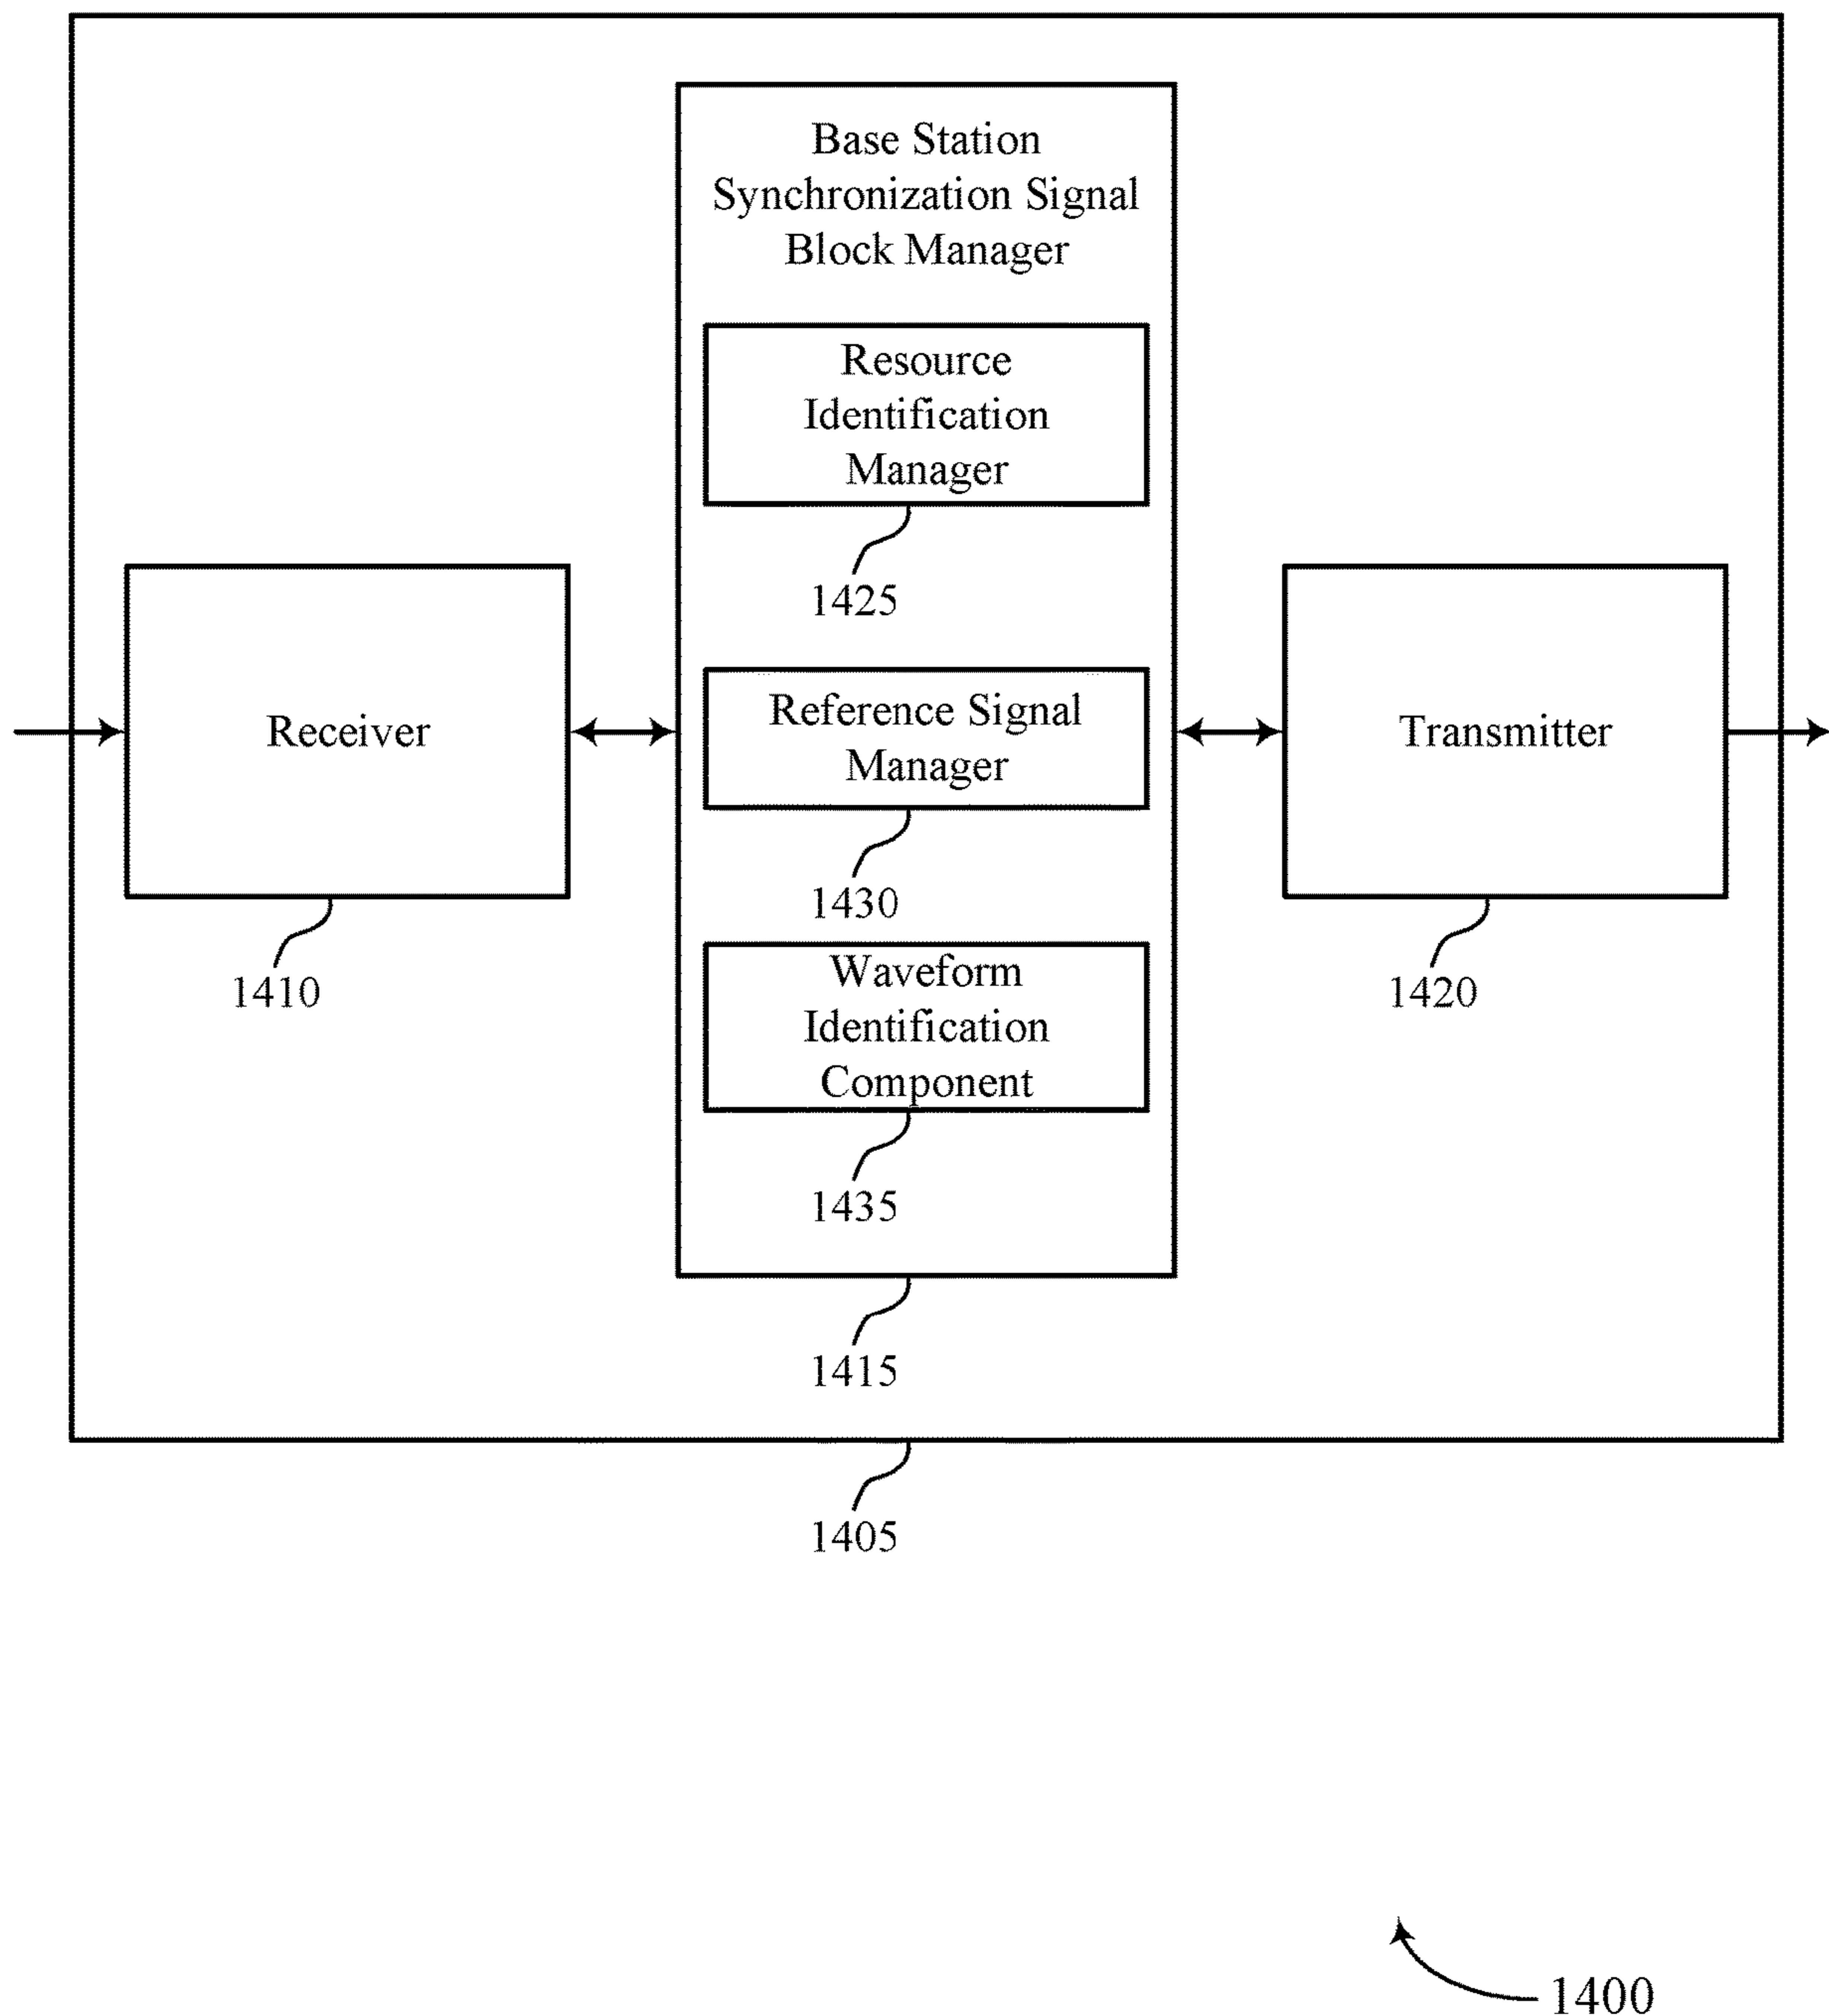 Base Station
Synchronization Signal
Block Manager
Resource
Identification
Manager
1425
Receiver
1410
Reference Signal
Manager
1430
Transmitter
1420
Waveform
Identification
Component
1435
1415
1405
1400